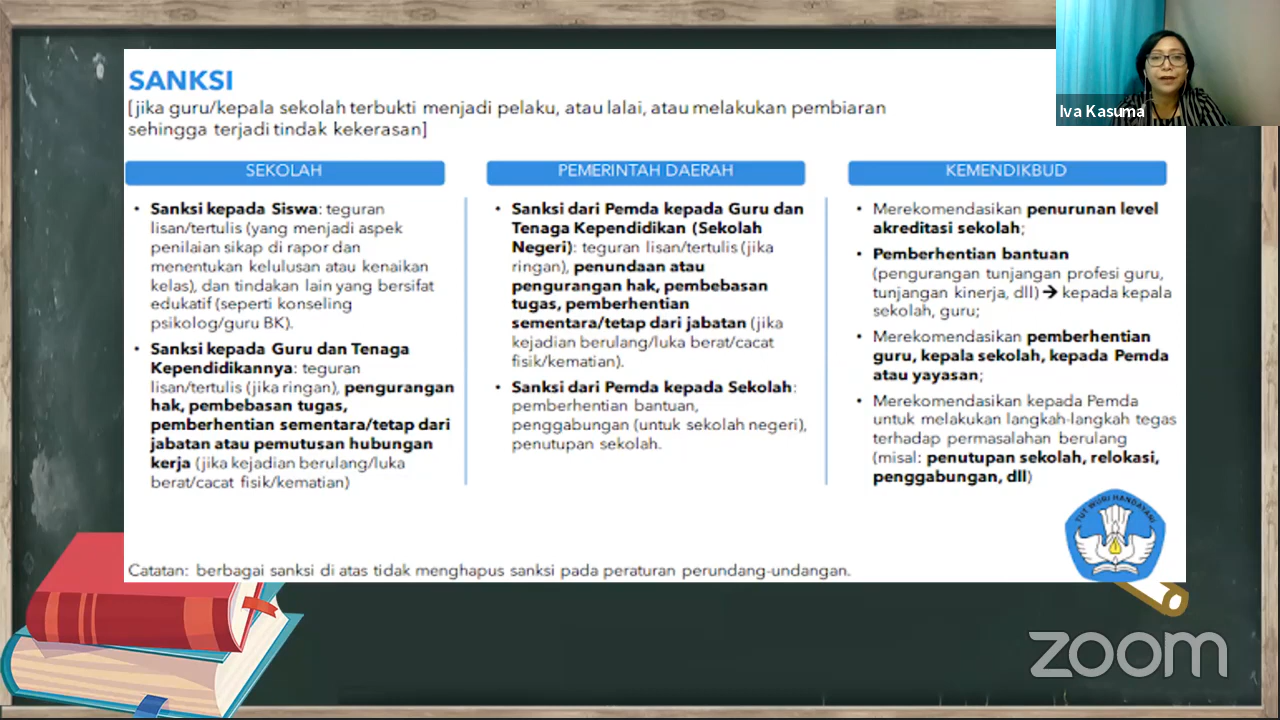 SANKSI
[jika guru/kepala sekolah terbukti menjadi pelaku, atau lalai, atau melakukan pembiaran
sehingga terjadi tindak kekerasan]
Iva Kasuma
SEKOLAH
• Sanksi kepada Siswa: teguran
lisan/tertulis (yang menjadi aspek
penilaian sikap di rapor dan
menentukan kelulusan atau kenaikan
kelas), dan tindakan lain yang bersifat
edukatif (seperti konseling
psikolog/guru BK).
• Sanksi kepada Guru dan Tenaga
Kependidikannya: teguran
lisan/tertulis (jika ringan), pengurangan
hak, pembebasan tugas,
pemberhentian sementara/tetap dari
jabatan atau pemutusan hubungan
kerja (jika kejadian berulang/luka
berat/cacat fisik/kematian)
PEMERINTAH DAERAH
• Sanksi dari Pemda kepada Guru dan
Tenaga Kependidikan (Sekolah
Negeri): teguran lisan/tertulis (jika
ringan), penundaan atau
pengurangan hak, pembebasan
tugas, pemberhentian
sementara/tetap dari jabatan (jika
kejadian berulang/luka berat/cacat
fisik/kematian).
• Sanksi dari Pemda kepada Sekolah:
pemberhentian bantuan,
penggabungan (untuk sekolah negeri),
penutupan sekolah.
KEMENDIKBUD
• Merekomendasikan penurunan level
akreditasi sekolah;
• Pemberhentian bantuan
(pengurangan tunjangan profesi guru,
tunjangan kinerja, dll) → kepada kepala
sekolah, guru;
• Merekomendasikan pemberhentian
guru, kepala sekolah, kepada Pemda
atau yayasan;
• Merekomendasikan kepada Pemda
untuk melakukan langkah-langkah tegas
terhadap permasalahan berulang
(misal: penutupan sekolah, relokasi,
penggabungan, dll)
TUT WURI HANDAYANI
Catatan: berbagai sanksi di atas tidak menghapus sanksi pada peraturan perundang-undangan.
zoom